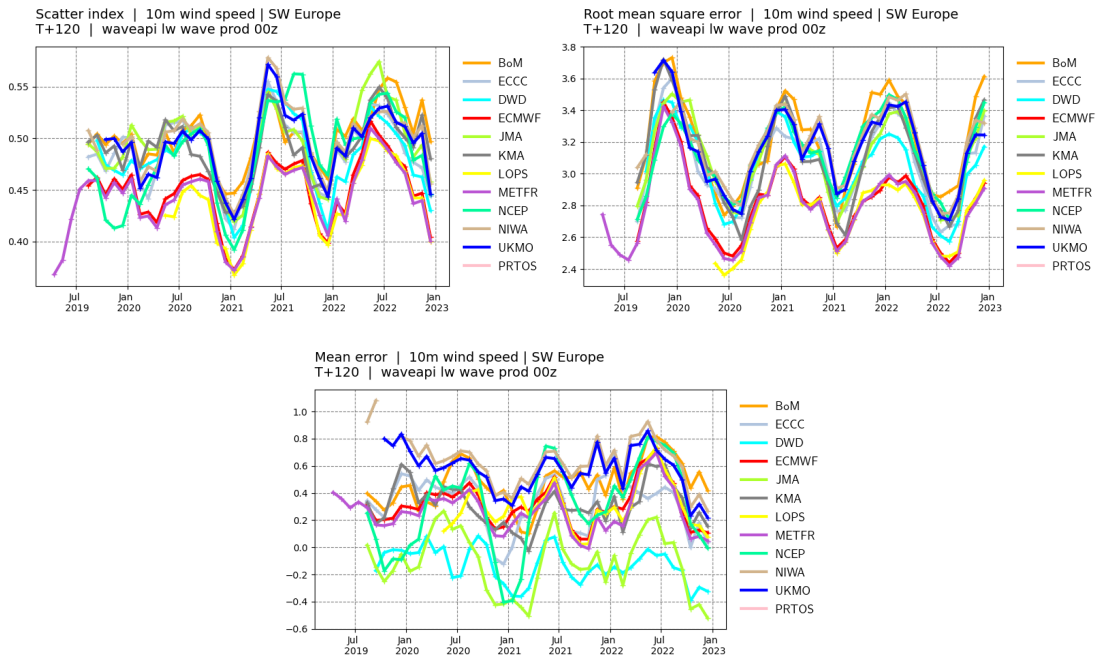 Scatter index | 10m wind speed | SW Europe
T+120 | waveapi lw wave prod 00z
0.55
0.50
0.45
0.40
Jul 2019
Jan 2020
Jul 2020
Jan 2021
Jul 2021
Jan 2022
Jul 2022
Jan 2023
BoM
ECCC
DWD
ECMWF
JMA
KMA
LOPS
METFR
NCEP
NIWA
UKMO
PRTOS
Root mean square error | 10m wind speed | SW Europe
T+120 | waveapi lw wave prod 00z
3.8
3.6
3.4
3.2
3.0
2.8
2.6
2.4
Jul 2019
Jan 2020
Jul 2020
Jan 2021
Jul 2021
Jan 2022
Jul 2022
Jan 2023
BoM
ECCC
DWD
ECMWF
JMA
KMA
LOPS
METFR
NCEP
NIWA
UKMO
PRTOS
Mean error | 10m wind speed | SW Europe
T+120 | waveapi lw wave prod 00z
1.0
0.8
0.6
0.4
0.2
0.0
−0.2
−0.4
−0.6
Jul 2019
Jan 2020
Jul 2020
Jan 2021
Jul 2021
Jan 2022
Jul 2022
Jan 2023
BoM
ECCC
DWD
ECMWF
JMA
KMA
LOPS
METFR
NCEP
NIWA
UKMO
PRTOS